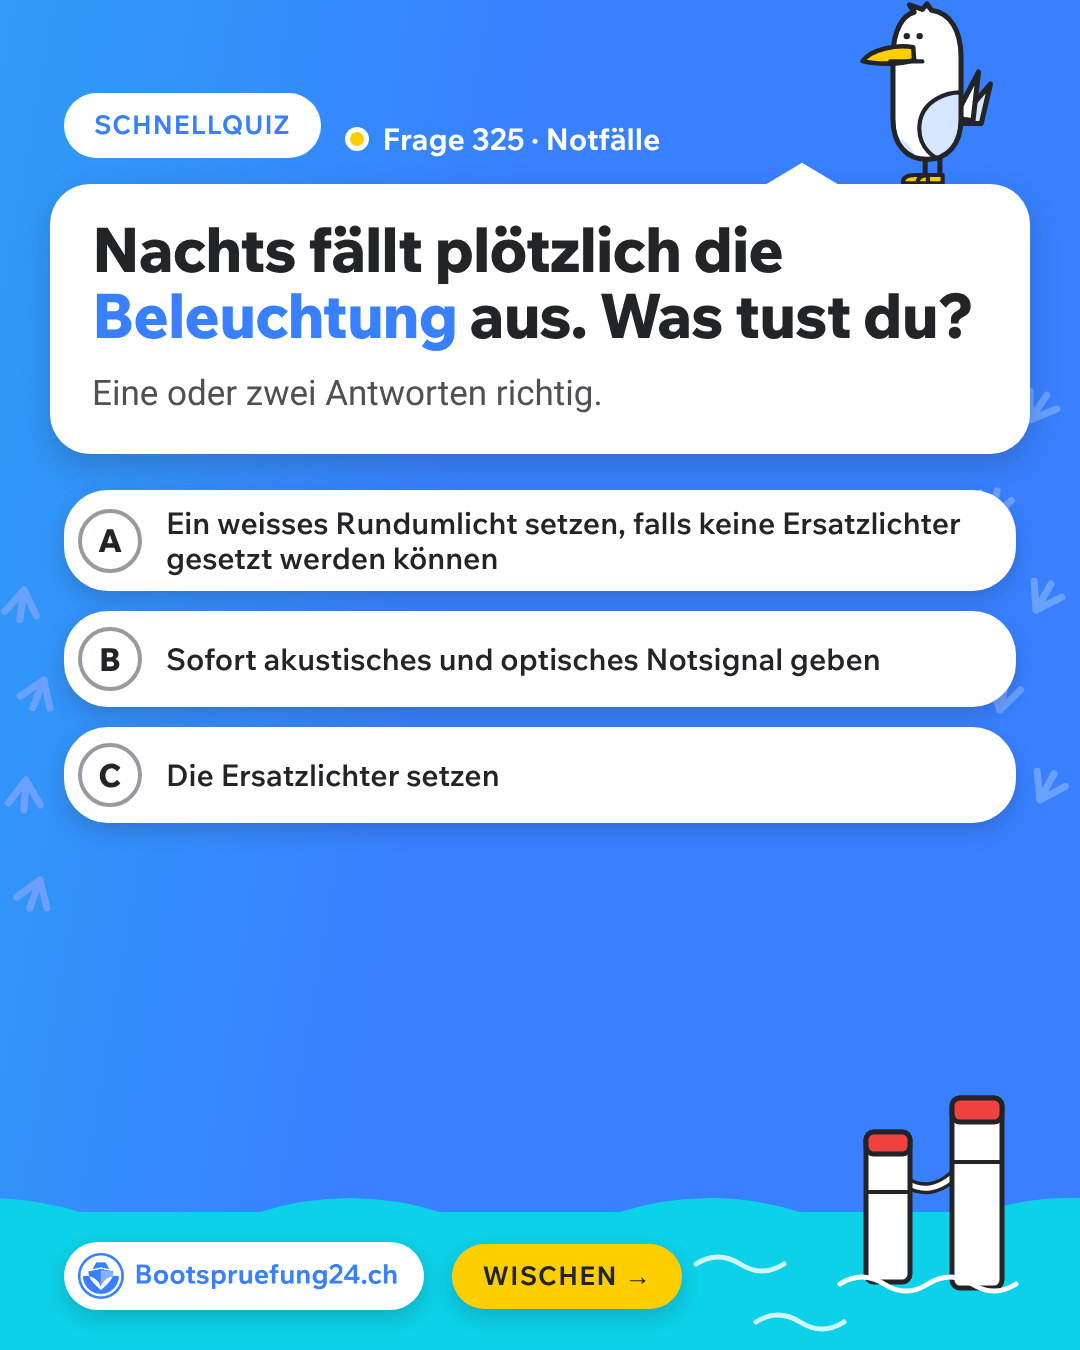 SCHNELLQUIZ
Frage 325 · Notfälle
Nachts fällt plötzlich die
Beleuchtung aus. Was tust du?
Eine oder zwei Antworten richtig.
A
Ein weisses Rundumlicht setzen, falls keine Ersatzlichter
gesetzt werden können
B
Sofort akustisches und optisches Notsignal geben
C
Die Ersatzlichter setzen
Bootspruefung24.ch
WISCHEN →